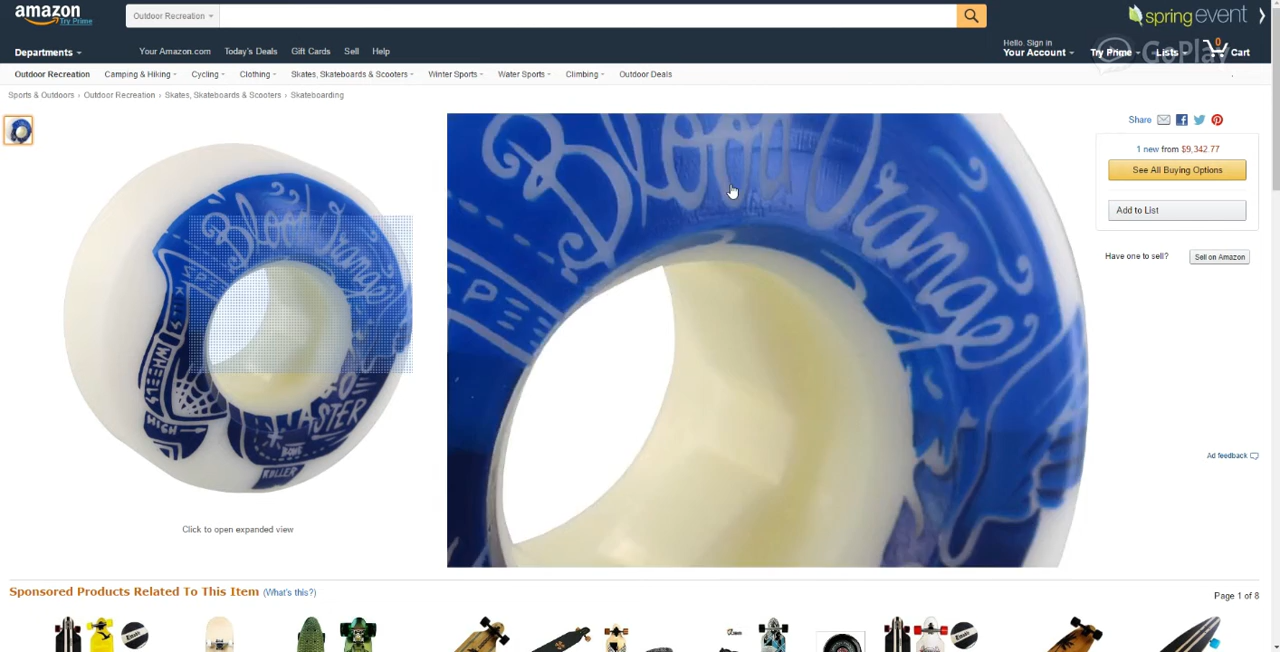 amazon
Try Prime
Outdoor Recreation
spring event
Departments
Your Amazon.com Today's Deals Gift Cards Sell Help
Hello. Sign in
Your Account
Try Prime
Lists
0
Cart
GoPlay
Outdoor Recreation Camping & Hiking Cycling Clothing Skates, Skateboards & Scooters Winter Sports Water Sports Climbing Outdoor Deals
Sports & Outdoors › Outdoor Recreation › Skates, Skateboards & Scooters › Skateboarding
Share
1 new from $9,342.77
See All Buying Options
Add to List
Have one to sell?
Sell on Amazon
Blood Orange
WHEELS
HIGH
ROLLER
Blood Orange
Ad feedback
Click to open expanded view
Sponsored Products Related To This Item (What's this?)
Page 1 of 8